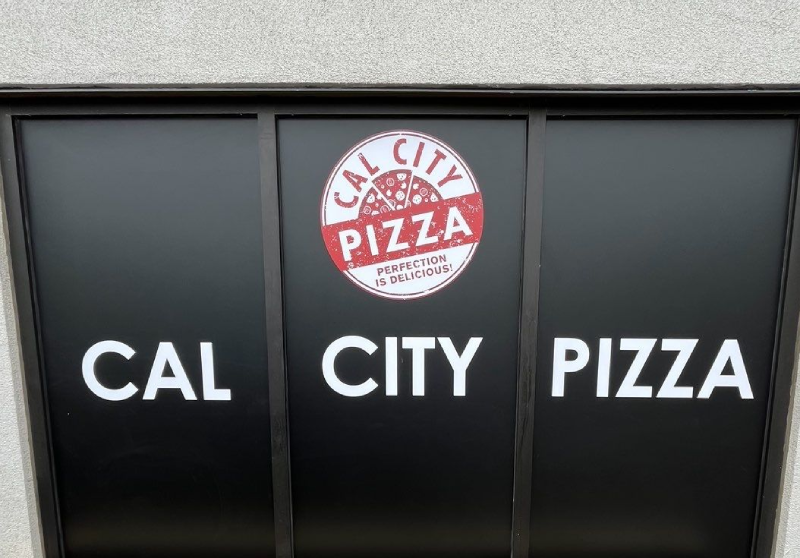 CAL CITY
PIZZA
PERFECTION
IS DELICIOUS!
CAL CITY PIZZA